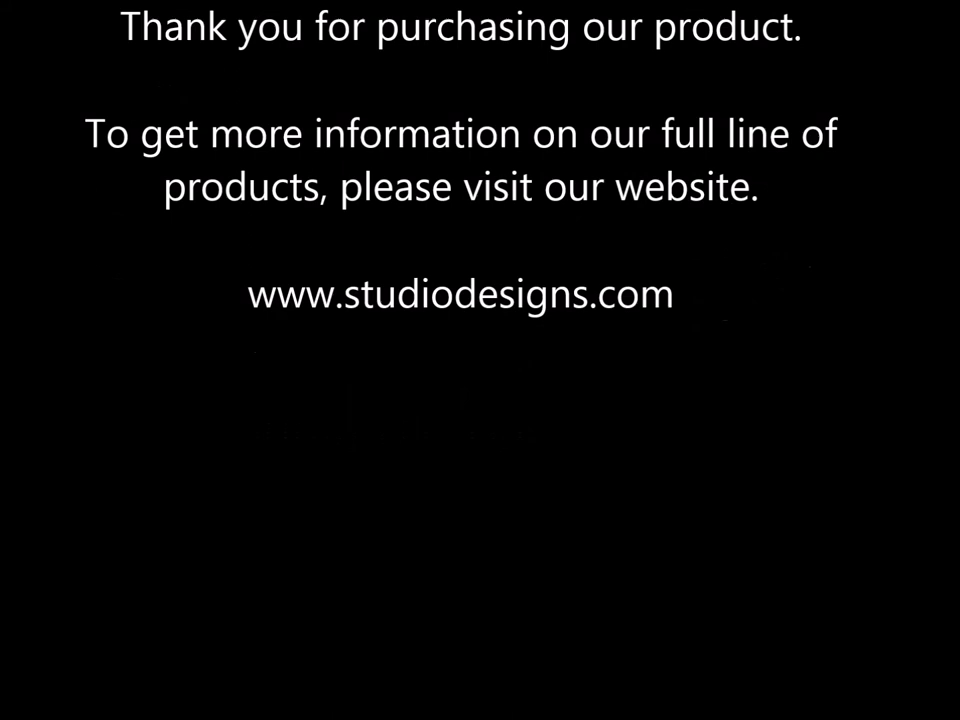 Thank you for purchasing our product.
To get more information on our full line of
products, please visit our website.
www.studiodesigns.com